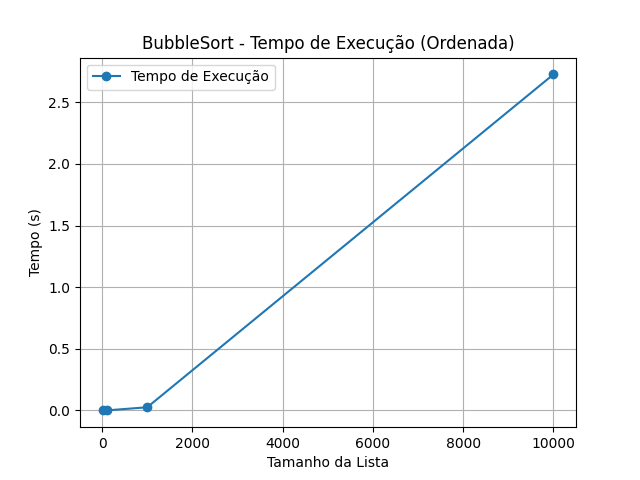 BubbleSort - Tempo de Execução (Ordenada)
Tempo de Execução
2.5
2.0
1.5
1.0
0.5
0.0
Tempo (s)
0 2000 4000 6000 8000 10000
Tamanho da Lista